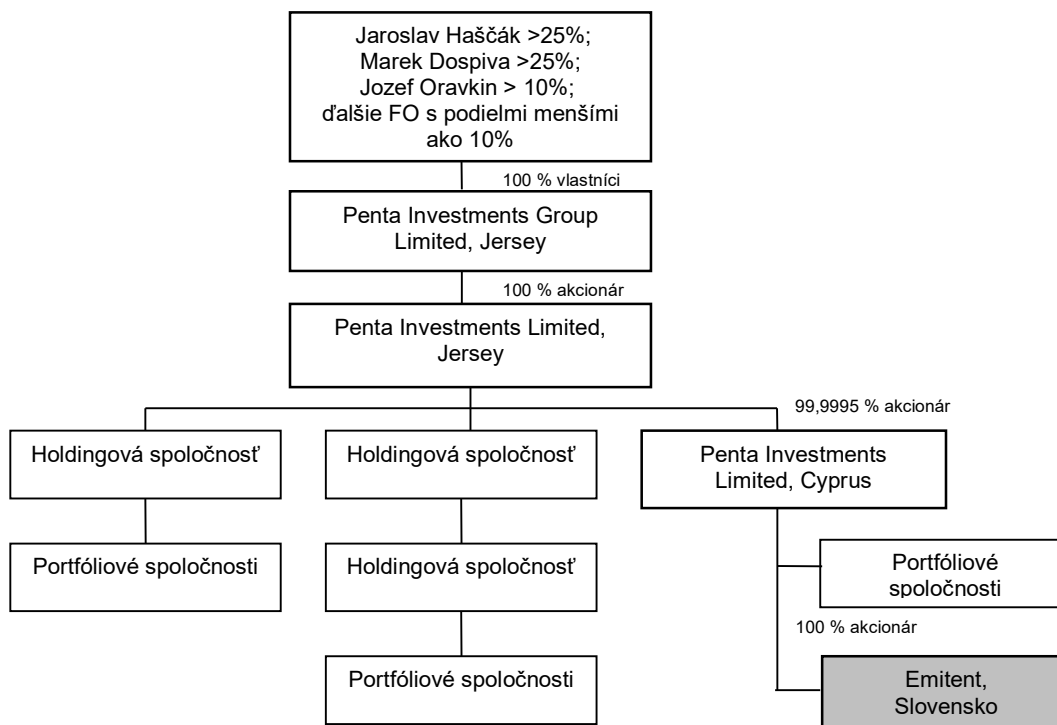 Jaroslav Haščák >25%;
Marek Dospiva >25%;
Jozef Oravkin > 10%;
ďalšie FO s podielmi menšími
ako 10%
100 % vlastníci
Penta Investments Group
Limited, Jersey
100 % akcionár
Penta Investments Limited,
Jersey
99,9995 % akcionár
Holdingová spoločnosť
Holdingová spoločnosť
Penta Investments
Limited, Cyprus
Portfóliové spoločnosti
Holdingová spoločnosť
Portfóliové
spoločnosti
100 % akcionár
Portfóliové spoločnosti
Emitent,
Slovensko